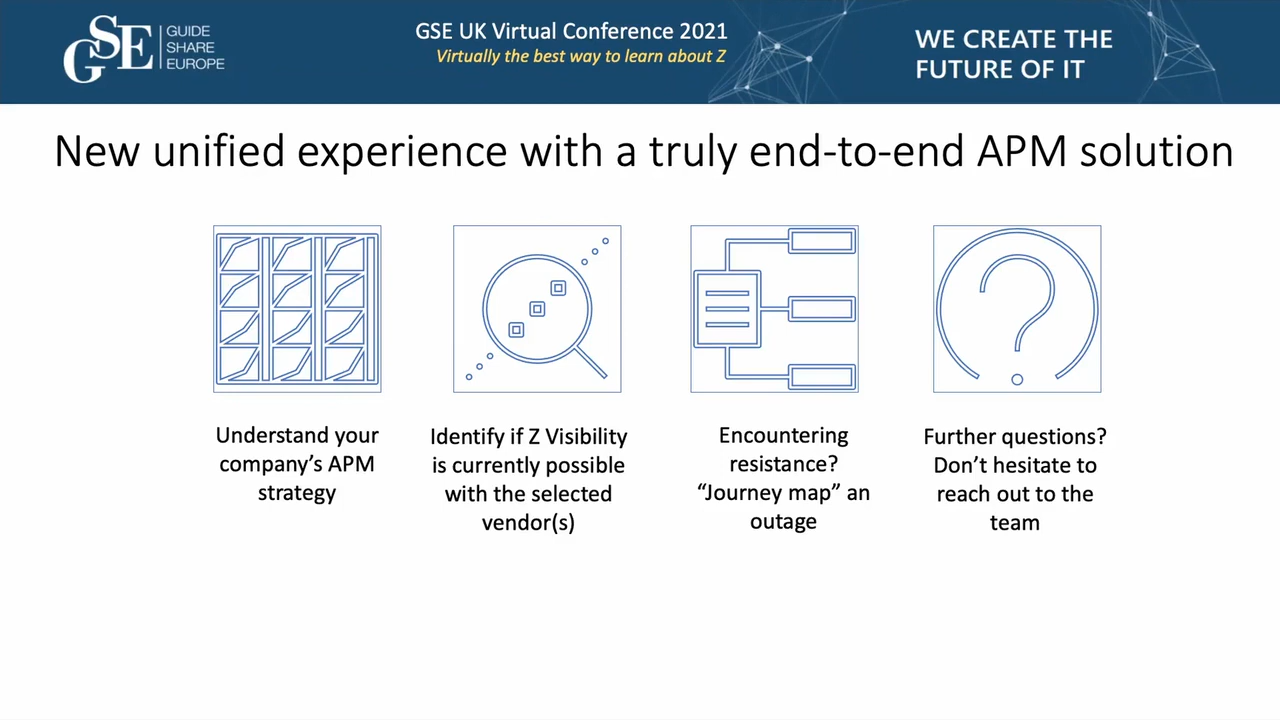 GSE
GUIDE
SHARE
EUROPE
GSE UK Virtual Conference 2021
Virtually the best way to learn about Z
WE CREATE THE
FUTURE OF IT
New unified experience with a truly end-to-end APM solution
Understand your
company’s APM
strategy
Identify if Z Visibility
is currently possible
with the selected
vendor(s)
Encountering
resistance?
“Journey map” an
outage
Further questions?
Don’t hesitate to
reach out to the
team